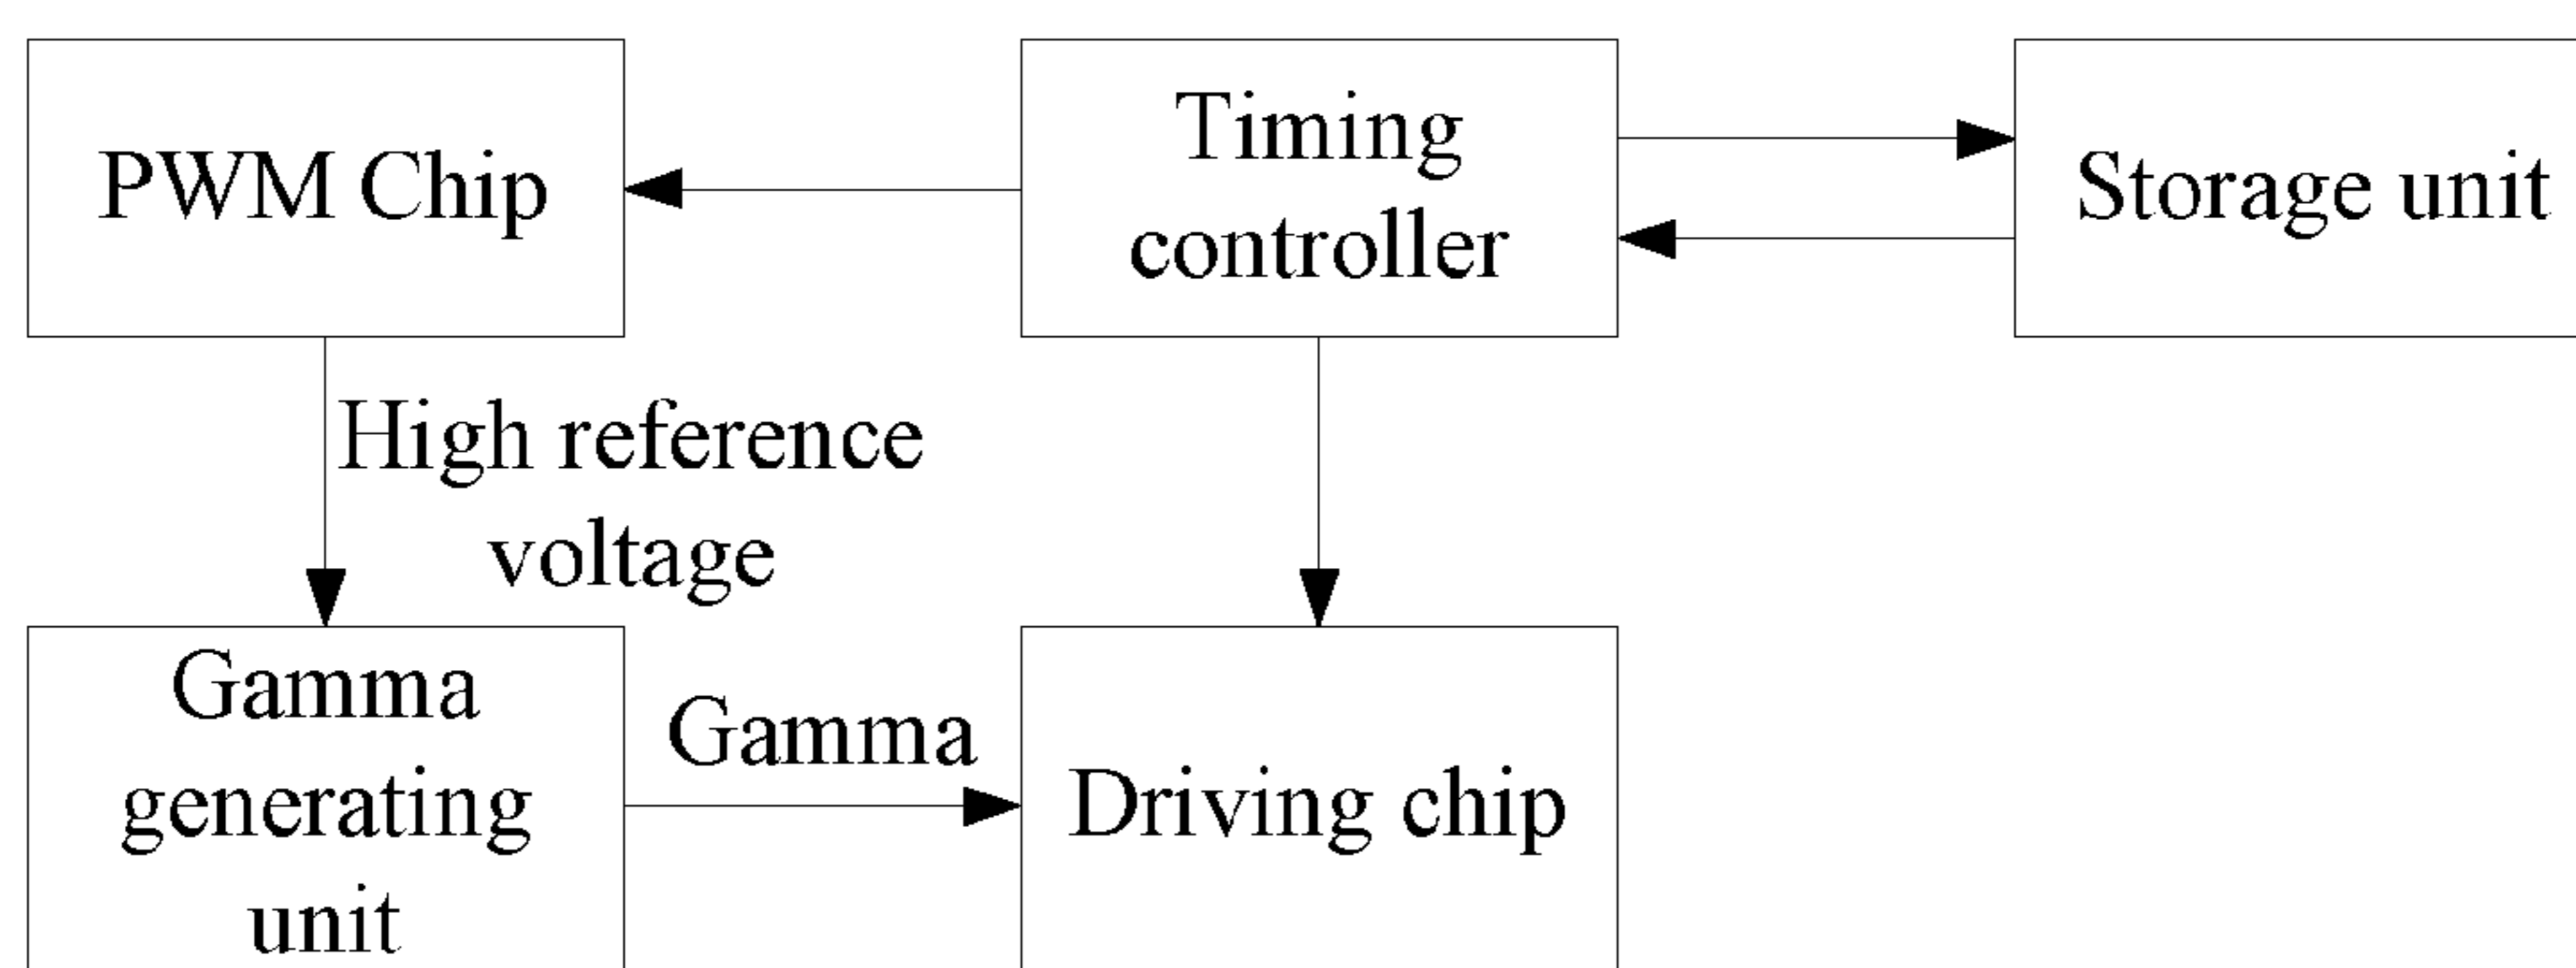 PWM Chip
Timing
controller
Storage unit
High reference
voltage
Gamma
generating
unit
Gamma
Driving chip